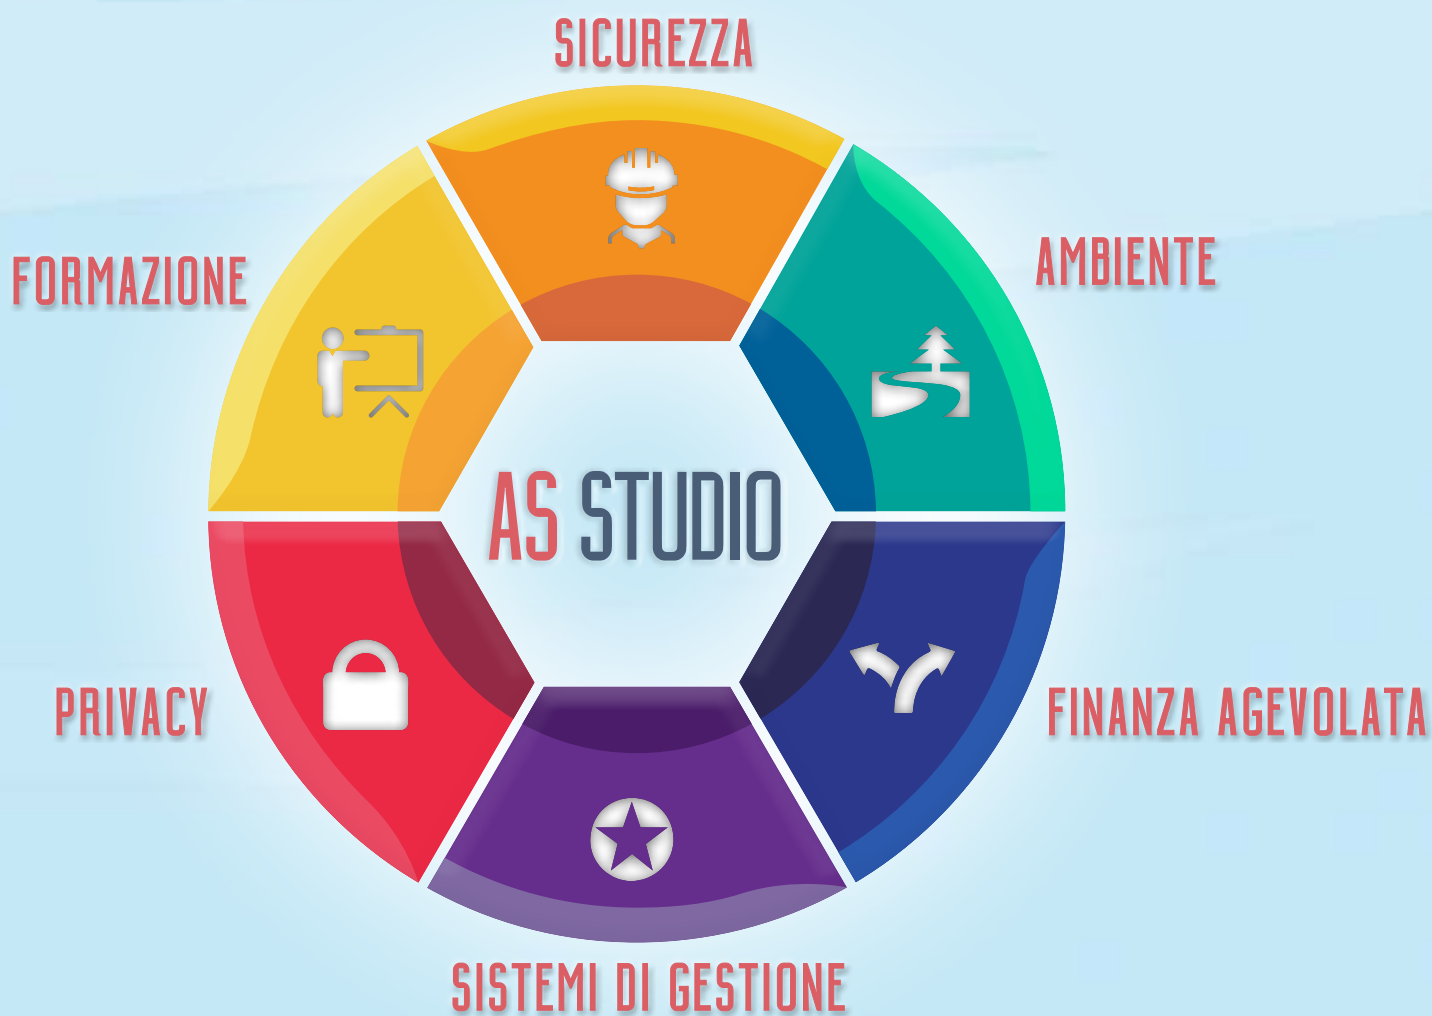 SICUREZZA
AMBIENTE
FORMAZIONE
AS STUDIO
PRIVACY
FINANZA AGEVOLATA
SISTEMI DI GESTIONE